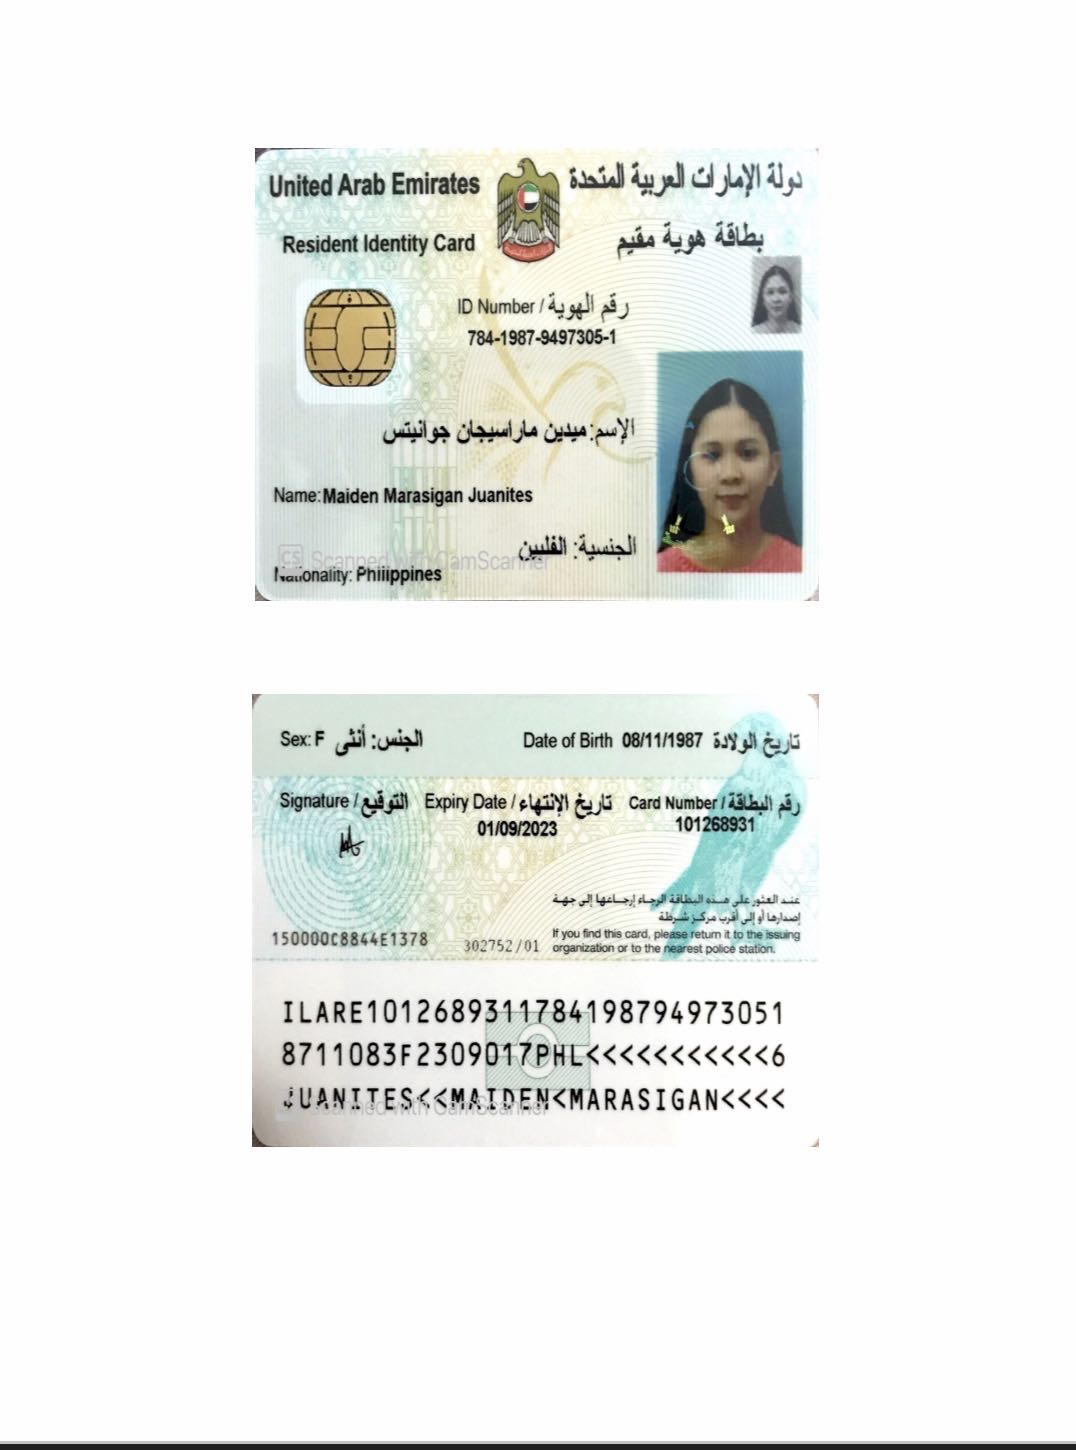 United Arab Emirates
دولة الإمارات العربية المتحدة
Resident Identity Card
بطاقة هوية مقيم
ID Number / رقم الهوية
784-1987-9497305-1
الإسم: ميدين ماراسيجان جوانيتس
Name: Maiden Marasigan Juanites
الجنسية: الفلبين
CS Scanned with CamScanner
Nationality: Philippines
Sex: F الجنس: أنثى
Date of Birth 08/11/1987 تاريخ الولادة
Signature / التوقيع
Expiry Date / تاريخ الإنتهاء
01/09/2023
Card Number / رقم البطاقة
101268931
عند العثور على هذه البطاقة الرجاء إرجاعها إلى جهة
إصدارها أو إلى أقرب مركز شرطة
If you find this card, please return it to the issuing
organization or to the nearest police station.
150000C8844E1378
302752/01
ILARE1012689311784198794973051
8711083F2309017PHL<<<<<<<<<<<6
JUANITES<<MAIDEN<MARASIGAN<<<<
Scanned with CamScanner